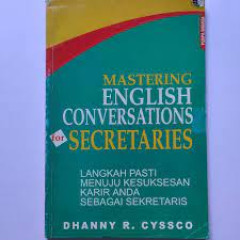 MASTERING
ENGLISH
CONVERSATIONS
for SECRETARIES
LANGKAH PASTI
MENUJU KESUKSESAN
KARIR ANDA
SEBAGAI SEKRETARIS
DHANNY R. CYSSCO